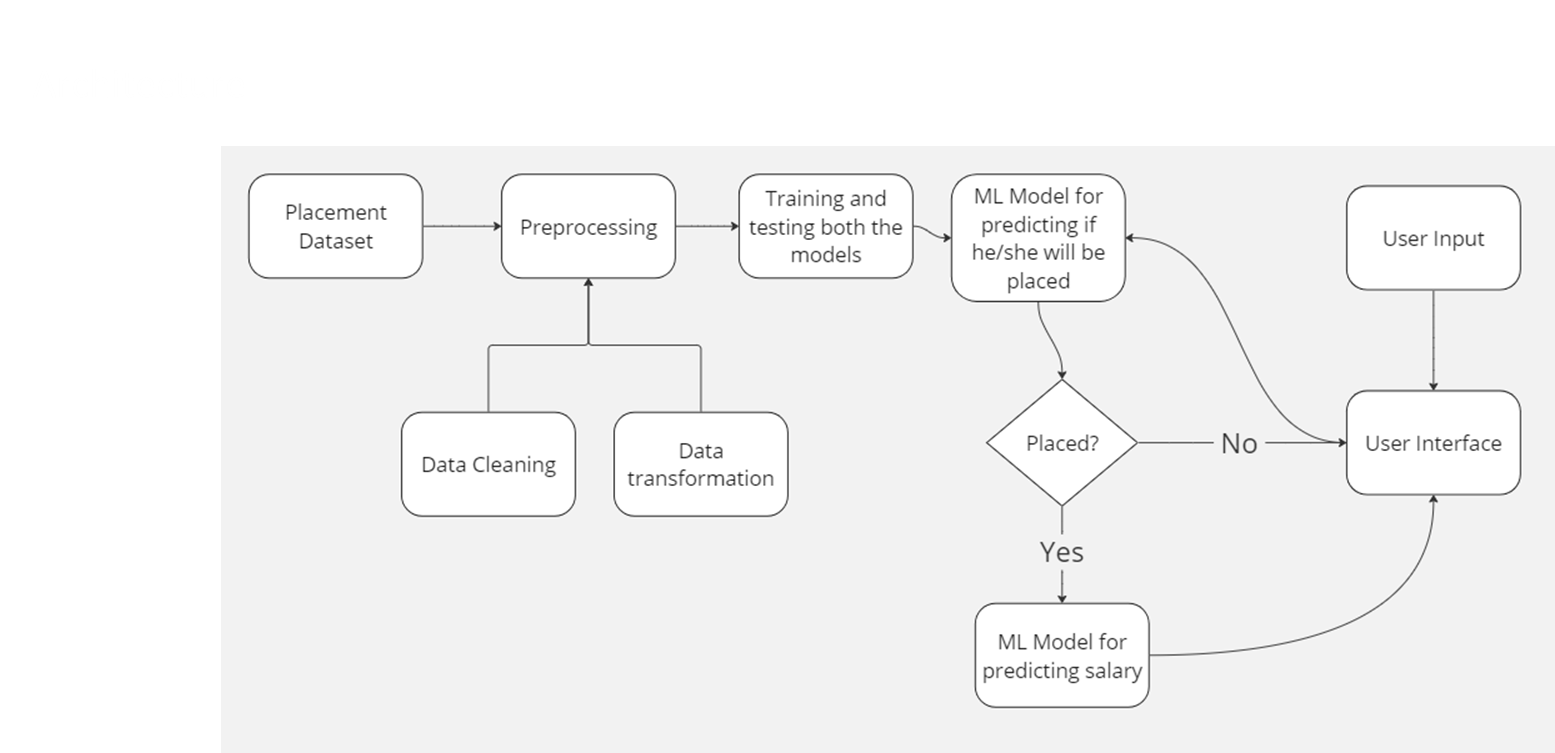 Placement
Dataset
Preprocessing
Training and
testing both the
models
ML Model for
predicting if
he/she will be
placed
User Input
Data Cleaning
Data
transformation
Placed?
No
User Interface
Yes
ML Model for
predicting salary